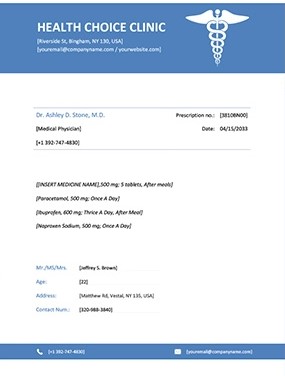 HEALTH CHOICE CLINIC
[Riverside St, Bingham, NY 130, USA]
[youremail@companyname.com / yourwebsite.com]
Dr. Ashley D. Stone, M.D. Prescription no.: [3810BN00]
[Medical Physician] Date: 04/15/2033
[+1 392-747-4830]
[[INSERT MEDICINE NAME],500 mg; 5 tablets, After meals]
[Paracetamol, 500 mg; Once A Day]
[Ibuprofen, 600 mg; Thrice A Day, After Meal]
[Naproxen Sodium, 500 mg; Once A Day]
Mr./MS/Mrs. [Jeffrey S. Brown]
Age: [22]
Address: [Matthew Rd, Vestal, NY 135, USA]
Contact Num.: [320-983-3840]
[+1 392-747-4830] [youremail@companyname.com]